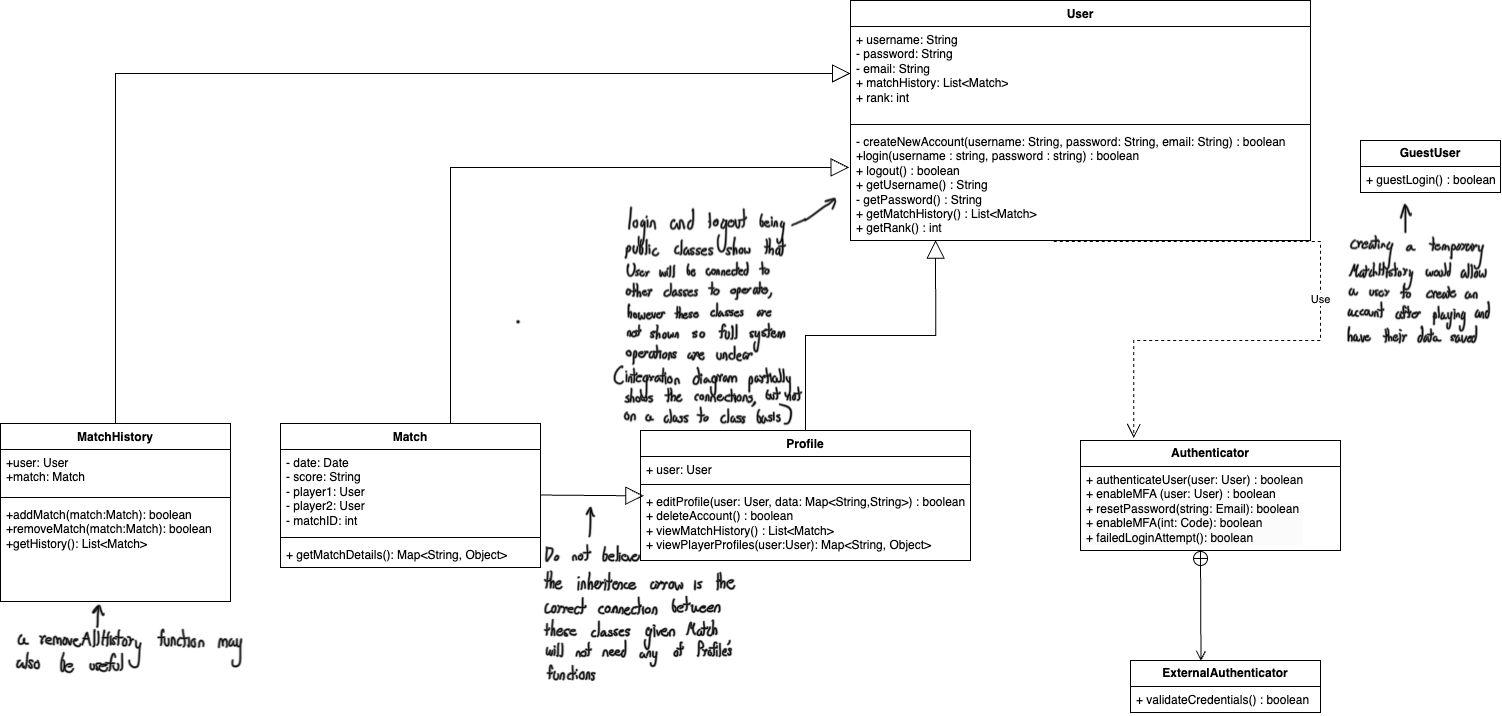 User
+ username: String
- password: String
- email: String
+ matchHistory: List<Match>
+ rank: int
- createNewAccount(username: String, password: String, email: String) : boolean
+login(username : string, password : string) : boolean
+ logout() : boolean
+ getUsername() : String
- getPassword() : String
+ getMatchHistory() : List<Match>
+ getRank() : int
GuestUser
+ guestLogin() : boolean
creating a temporary
MatchHistory would allow
a user to create an
account after playing and
have their data saved
Use
login and logout being
public classes show that
User will be connected to
other classes to operate,
however these classes are
not shown so full system
operations are unclear
(integration diagram partially
shows the connections, but not
on a class to class basis)
MatchHistory
+user: User
+match: Match
+addMatch(match:Match): boolean
+removeMatch(match:Match): boolean
+getHistory(): List<Match>
a removeAllHistory function may
also be useful
Match
- date: Date
- score: String
- player1: User
- player2: User
- matchID: int
+ getMatchDetails(): Map<String, Object>
Do not believe
the inheritence arrow is the
correct connection between
these classes given Match
will not need any of Profile's
functions
Profile
+ user: User
+ editProfile(user: User, data: Map<String,String>) : boolean
+ deleteAccount() : boolean
+ viewMatchHistory() : List<Match>
+ viewPlayerProfiles(user:User): Map<String, Object>
Authenticator
+ authenticateUser(user: User) : boolean
+ enableMFA (user: User) : boolean
+ resetPassword(string: Email): boolean
+ enableMFA(int: Code): boolean
+ failedLoginAttempt(): boolean
ExternalAuthenticator
+ validateCredentials() : boolean